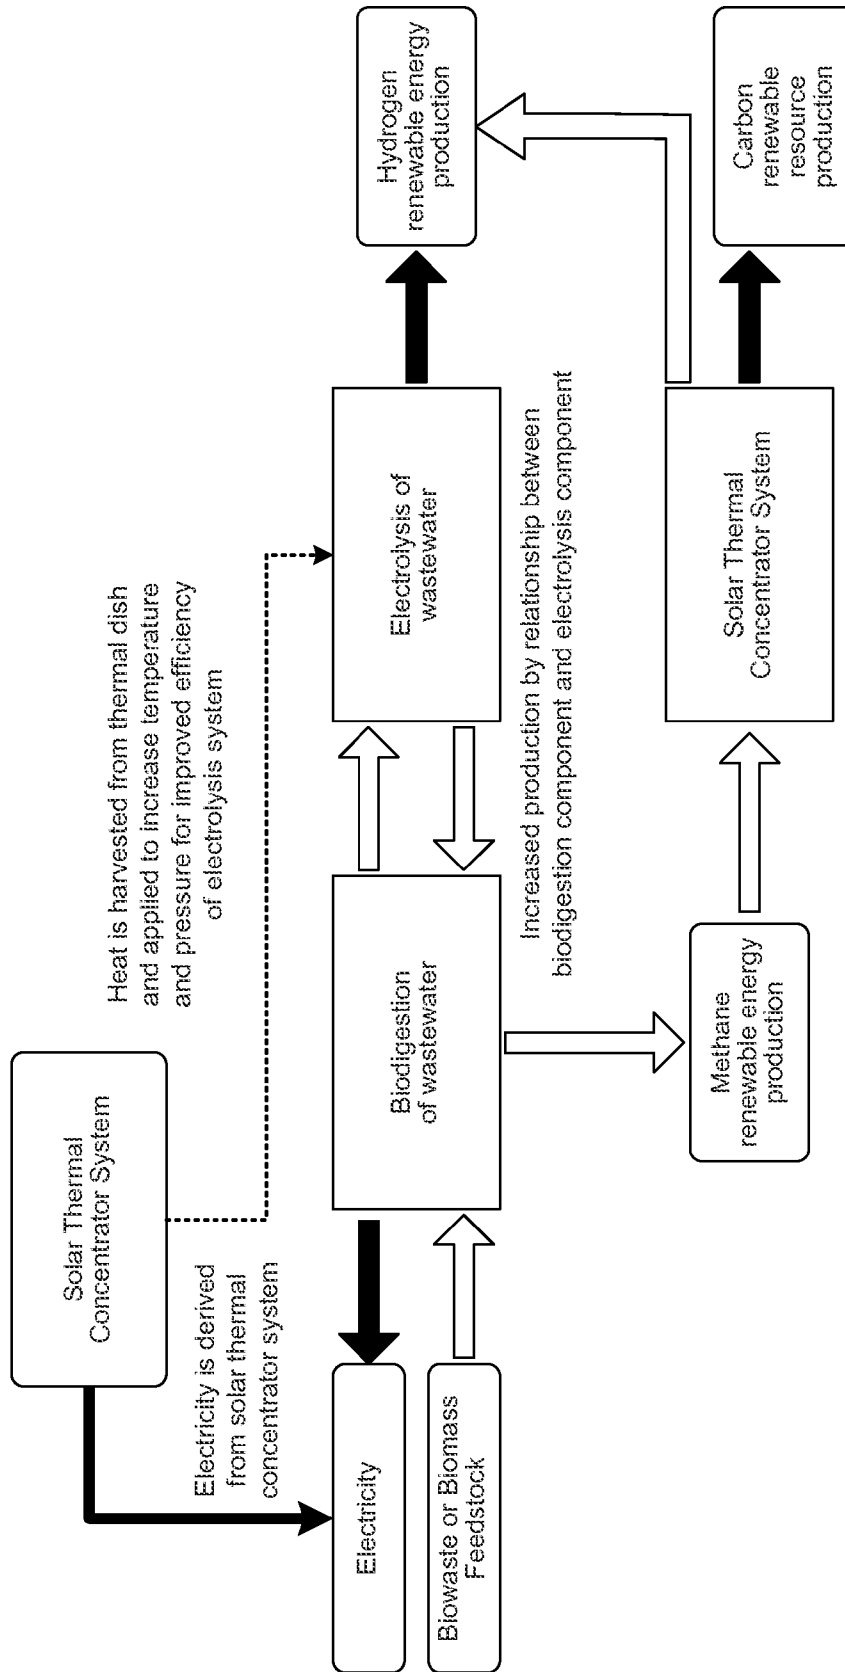 Solar Thermal
Concentrator System
Heat is harvested from thermal dish
and applied to increase temperature
and pressure for improved efficiency
of electrolysis system
Electricity is derived
from solar thermal
concentrator system
Electricity
Biowaste or Biomass
Feedstock
Biodigestion
of wastewater
Electrolysis of
wastewater
Hydrogen
renewable energy
production
Increased production by relationship between
biodigestion component and electrolysis component
Methane
renewable energy
production
Solar Thermal
Concentrator System
Carbon
renewable
resource
production